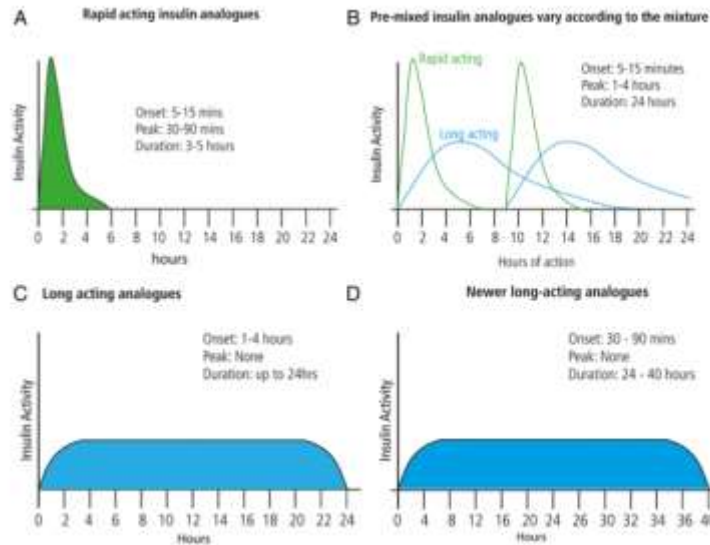 A
Rapid acting insulin analogues
Insulin Activity
Onset: 5-15 mins
Peak: 30-90 mins
Duration: 3-5 hours
0 2 4 6 8 10 12 14 16 18 20 22 24
hours
B
Pre-mixed insulin analogues vary according to the mixture
Insulin Activity
Rapid acting
Long acting
Onset: 5-15 minutes
Peak: 1-4 hours
Duration: 24 hours
0 2 4 6 8 10 12 14 16 18 20 22 24
Hours of action
C
Long acting analogues
Insulin Activity
Onset: 1-4 hours
Peak: None
Duration: up to 24hrs
0 2 4 6 8 10 12 14 16 18 20 22 24
Hours
D
Newer long-acting analogues
Insulin Activity
Onset: 30 - 90 mins
Peak: None
Duration: 24 - 40 hours
0 4 8 12 14 16 20 24 28 32 34 36 40
Hours